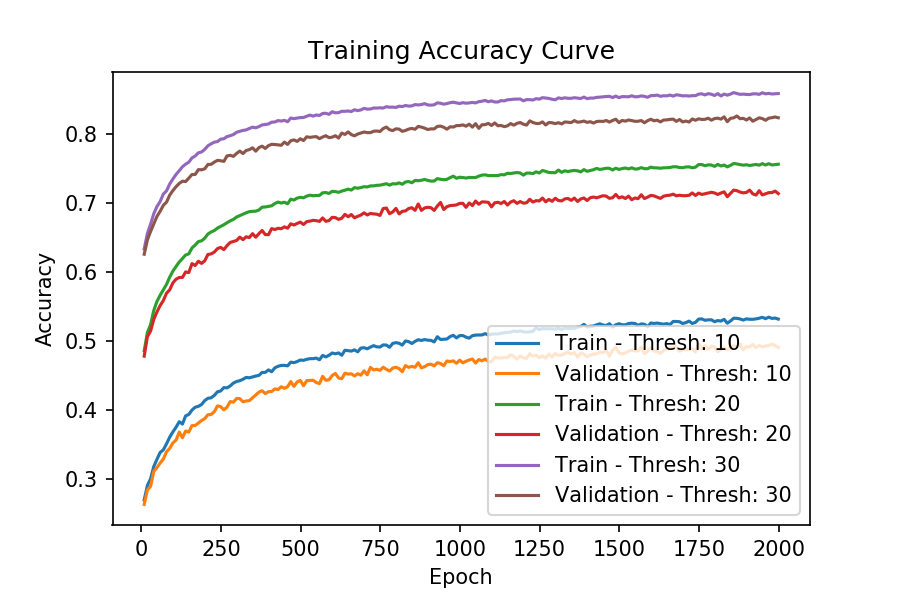 Training Accuracy Curve
Accuracy
0.8
0.7
0.6
0.5
0.4
0.3
Train - Thresh: 10
Validation - Thresh: 10
Train - Thresh: 20
Validation - Thresh: 20
Train - Thresh: 30
Validation - Thresh: 30
0 250 500 750 1000 1250 1500 1750 2000
Epoch